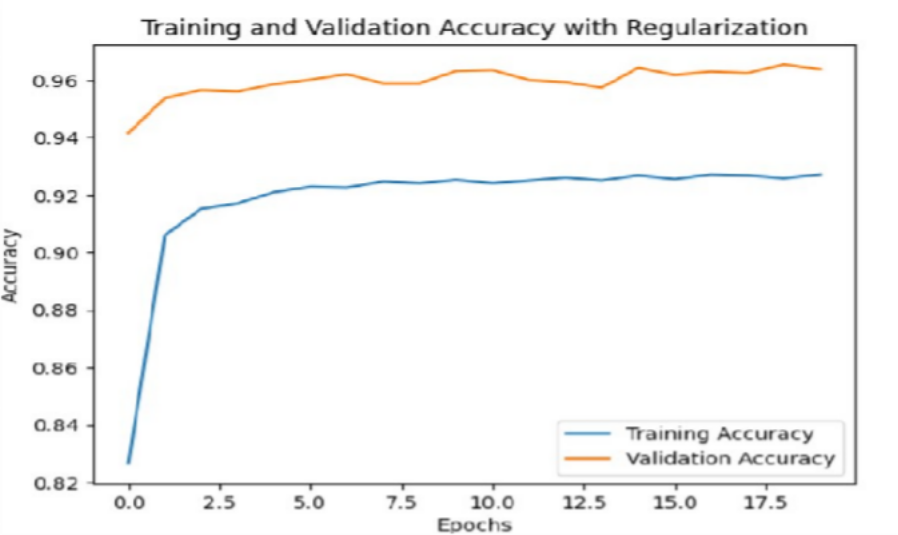 Training and Validation Accuracy with Regularization
0.96
0.94
0.92
0.90
0.88
0.86
0.84
0.82
Accuracy
Training Accuracy
Validation Accuracy
0.0 2.5 5.0 7.5 10.0 12.5 15.0 17.5
Epochs